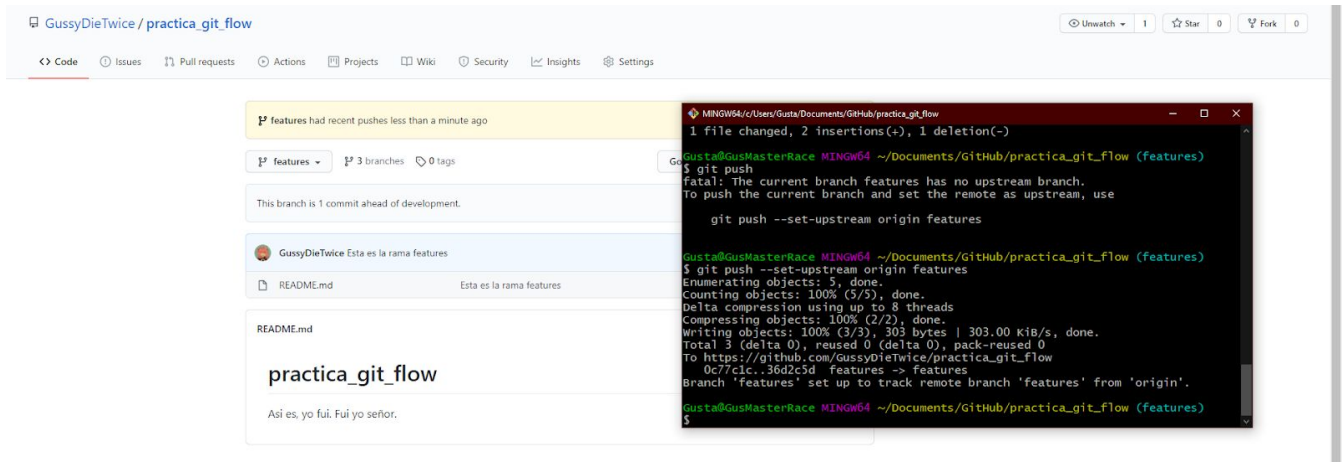 GussyDieTwice / practica_git_flow
Unwatch 1 Star 0 Fork 0
Code Issues Pull requests Actions Projects Wiki Security Insights Settings
features had recent pushes less than a minute ago
features 3 branches 0 tags Go
This branch is 1 commit ahead of development.
GussyDieTwice Esta es la rama features
README.md Esta es la rama features
README.md
practica_git_flow
Asi es, yo fui. Fui yo señor.
MINGW64:/c/Users/Gusta/Documents/GitHub/practica_git_flow
1 file changed, 2 insertions(+), 1 deletion(-)
Gusta@GusMasterRace MINGW64 ~/Documents/GitHub/practica_git_flow (features)
$ git push
fatal: The current branch features has no upstream branch.
To push the current branch and set the remote as upstream, use
git push --set-upstream origin features
Gusta@GusMasterRace MINGW64 ~/Documents/GitHub/practica_git_flow (features)
$ git push --set-upstream origin features
Enumerating objects: 5, done.
Counting objects: 100% (5/5), done.
Delta compression using up to 8 threads
Compressing objects: 100% (2/2), done.
Writing objects: 100% (3/3), 303 bytes | 303.00 KiB/s, done.
Total 3 (delta 0), reused 0 (delta 0), pack-reused 0
To https://github.com/GussyDieTwice/practica_git_flow
0c77c1c..36d2c5d features -> features
Branch 'features' set up to track remote branch 'features' from 'origin'.
Gusta@GusMasterRace MINGW64 ~/Documents/GitHub/practica_git_flow (features)
$